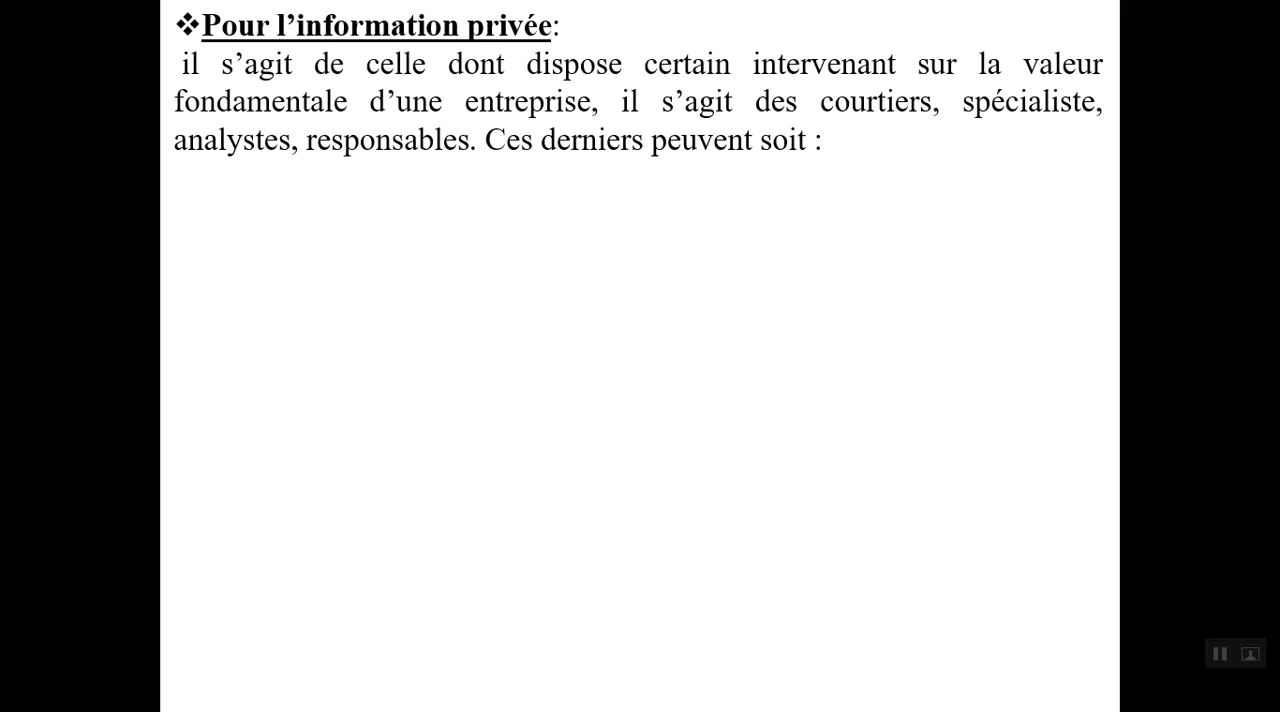 ❖Pour l’information privée:
il s’agit de celle dont dispose certain intervenant sur la valeur
fondamentale d’une entreprise, il s’agit des courtiers, spécialiste,
analystes, responsables. Ces derniers peuvent soit :